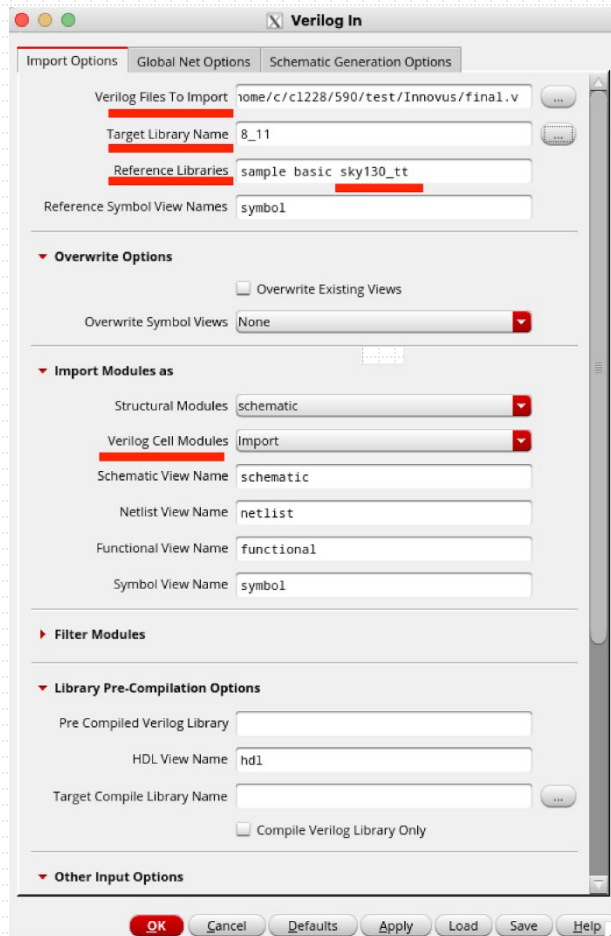 Verilog In
Import Options Global Net Options Schematic Generation Options
Verilog Files To Import home/c/cl228/590/test/Innovus/final.v ...
Target Library Name 8_11 ...
Reference Libraries sample basic sky130_tt
Reference Symbol View Names symbol
Overwrite Options
Overwrite Existing Views
Overwrite Symbol Views None
Import Modules as
Structural Modules schematic
Verilog Cell Modules Import
Schematic View Name schematic
Netlist View Name netlist
Functional View Name functional
Symbol View Name symbol
Filter Modules
Library Pre-Compilation Options
Pre Compiled Verilog Library
HDL View Name hdl
Target Compile Library Name ...
Compile Verilog Library Only
Other Input Options
OK Cancel Defaults Apply Load Save Help